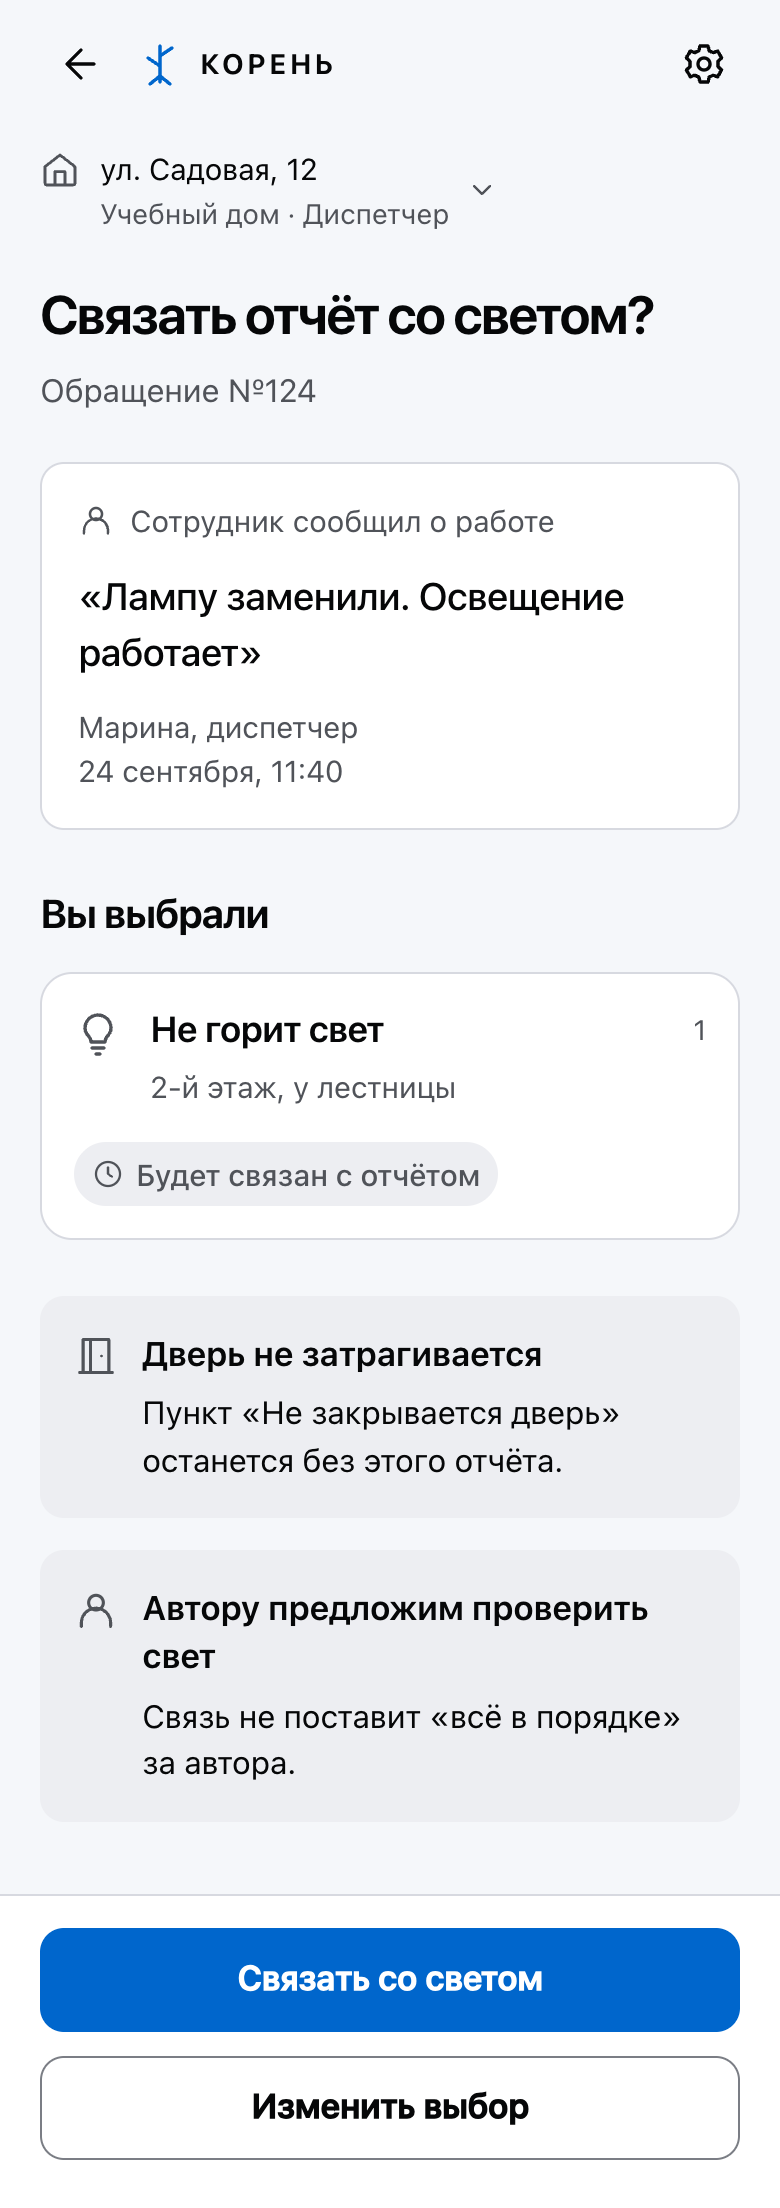 КОРЕНЬ
ул. Садовая, 12
Учебный дом · Диспетчер
Связать отчёт со светом?
Обращение №124
Сотрудник сообщил о работе
«Лампу заменили. Освещение
работает»
Марина, диспетчер
24 сентября, 11:40
Вы выбрали
Не горит свет 1
2-й этаж, у лестницы
Будет связан с отчётом
Дверь не затрагивается
Пункт «Не закрывается дверь»
останется без этого отчёта.
Автору предложим проверить
свет
Связь не поставит «всё в порядке»
за автора.
Связать со светом
Изменить выбор